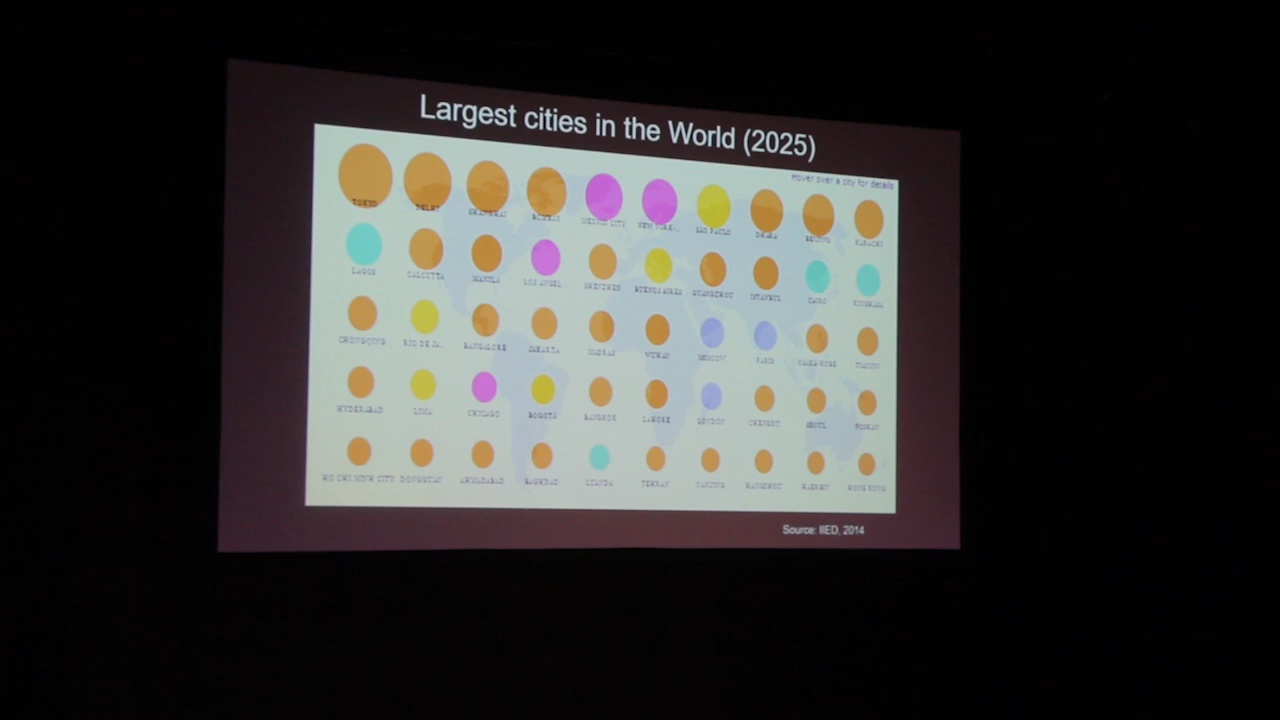 Largest cities in the World (2025)
Hover over a city for details
TOKYO DELHI SHANGHAI MUMBAI MEXICO CITY NEW YORK... SÃO PAULO DHAKA BEIJING KARACHI
LAGOS CALCUTTA MANILA LOS ANGEL... SHENZHEN BUENOS AIRES GUANGZHOU ISTANBUL CAIRO KINSHASA
CHONGQING RIO DE JA... BANGALORE JAKARTA MADRAS WUHAN MOSCOW PARIS OSAKA-KOBE TIANJIN
HYDERABAD LIMA CHICAGO BOGOTA BANGKOK LAHORE LONDON CHENGDU SEOUL FOSHAN
HO CHI MINH CITY DONGGUAN AHMADABAD BAGHDAD LUANDA TEHRAN NANJING HANGZHOU HONG KONG
Source: IIED, 2014